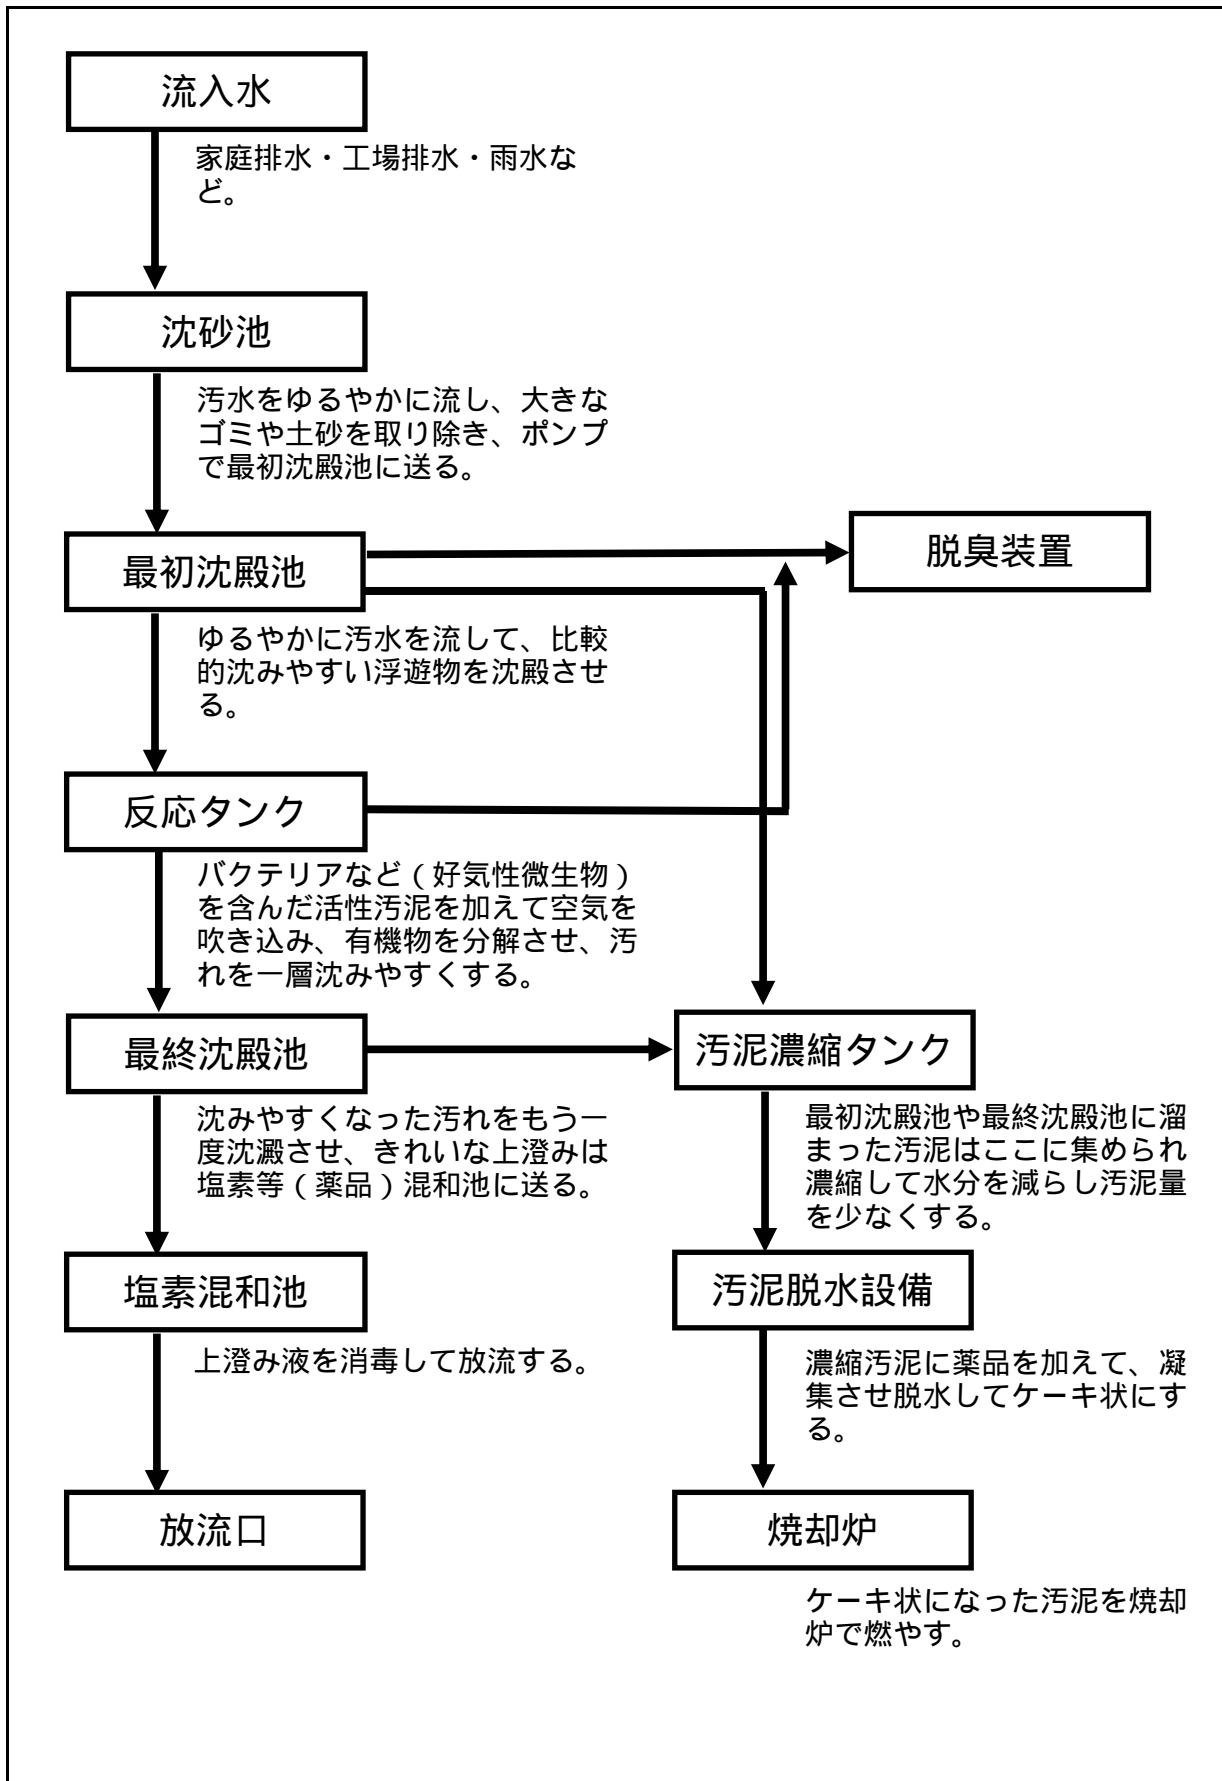 流入水
家庭排水・工場排水・雨水な
ど。
沈砂池
汚水をゆるやかに流し、大きな
ゴミや土砂を取り除き、ポンプ
で最初沈殿池に送る。
最初沈殿池
脱臭装置
ゆるやかに汚水を流して、比較
的沈みやすい浮遊物を沈殿させ
る。
反応タンク
バクテリアなど（好気性微生物）
を含んだ活性汚泥を加えて空気を
吹き込み、有機物を分解させ、汚
れを一層沈みやすくする。
最終沈殿池
沈みやすくなった汚れをもう一
度沈澱させ、きれいな上澄みは
塩素等（薬品）混和池に送る。
汚泥濃縮タンク
最初沈殿池や最終沈殿池に溜
まった汚泥はここに集められ
濃縮して水分を減らし汚泥量
を少なくする。
塩素混和池
上澄み液を消毒して放流する。
汚泥脱水設備
濃縮汚泥に薬品を加えて、凝
集させ脱水してケーキ状にす
る。
放流口
焼却炉
ケーキ状になった汚泥を焼却
炉で燃やす。